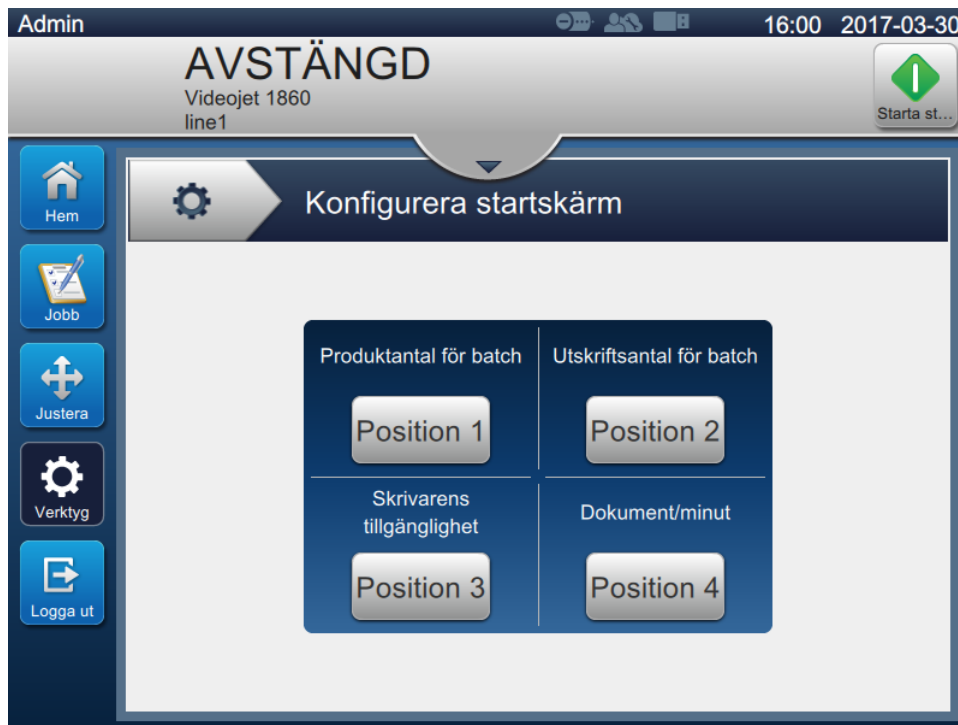 Admin
16:00 2017-03-30
AVSTÄNGD
Videojet 1860
line1
Starta st...
Hem
Jobb
Justera
Verktyg
Logga ut
Konfigurera startskärm
Produktantal för batch
Position 1
Utskriftsantal för batch
Position 2
Skrivarens
tillgänglighet
Position 3
Dokument/minut
Position 4